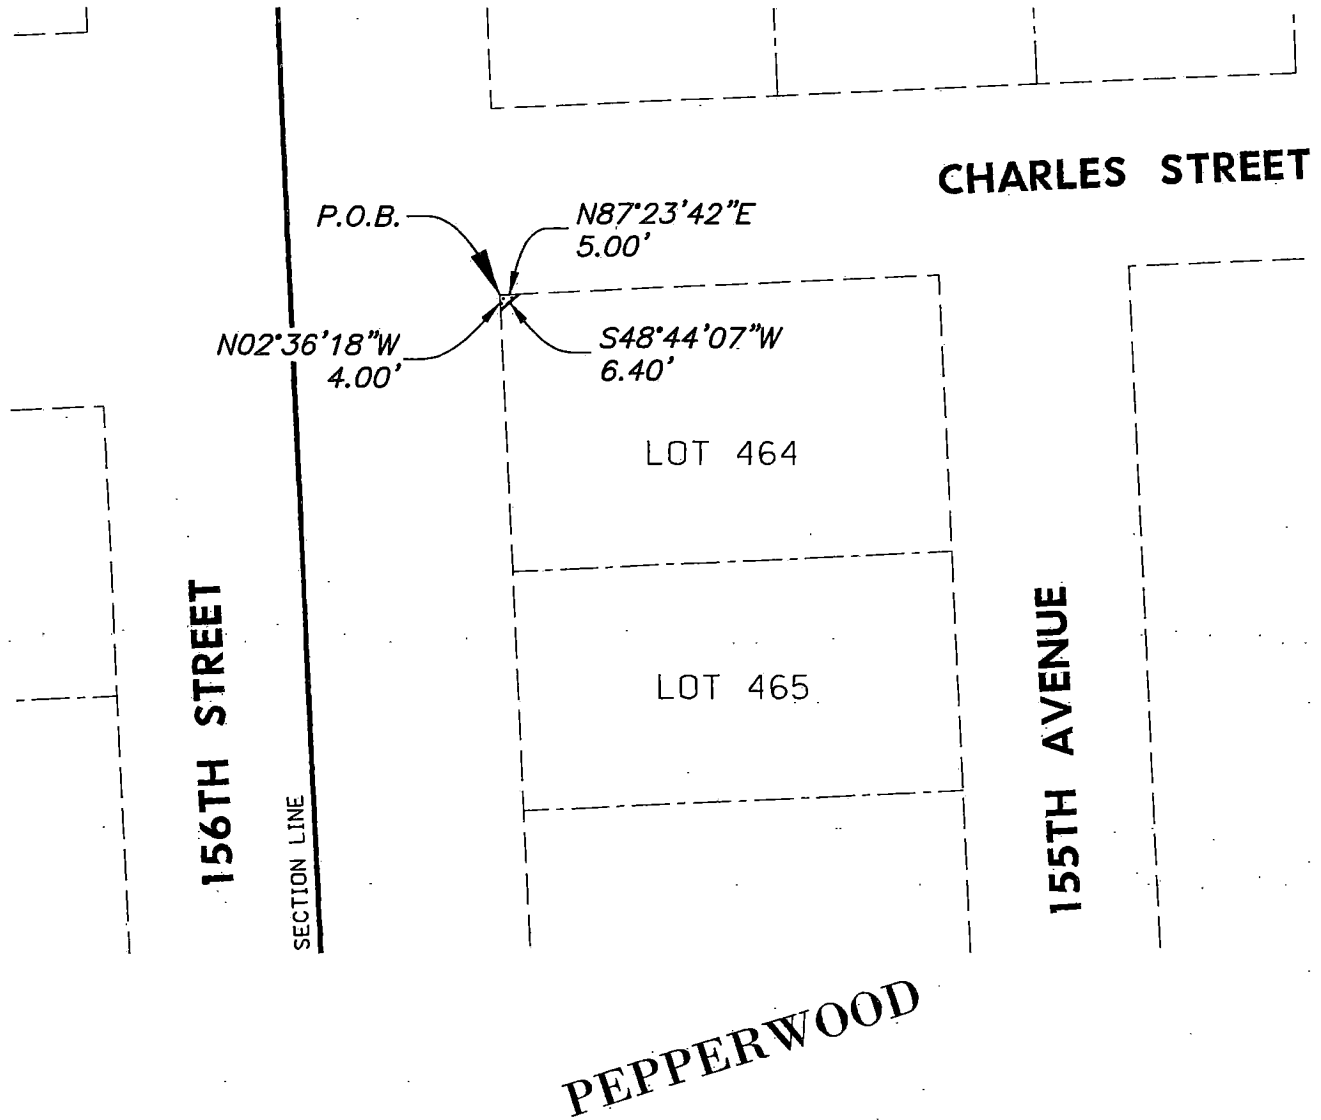 CHARLES STREET
P.O.B.
N87°23'42"E
5.00'
N02°36'18"W
4.00'
S48°44'07"W
6.40'
LOT 464
LOT 465
156TH STREET
SECTION LINE
155TH AVENUE
PEPPERWOOD